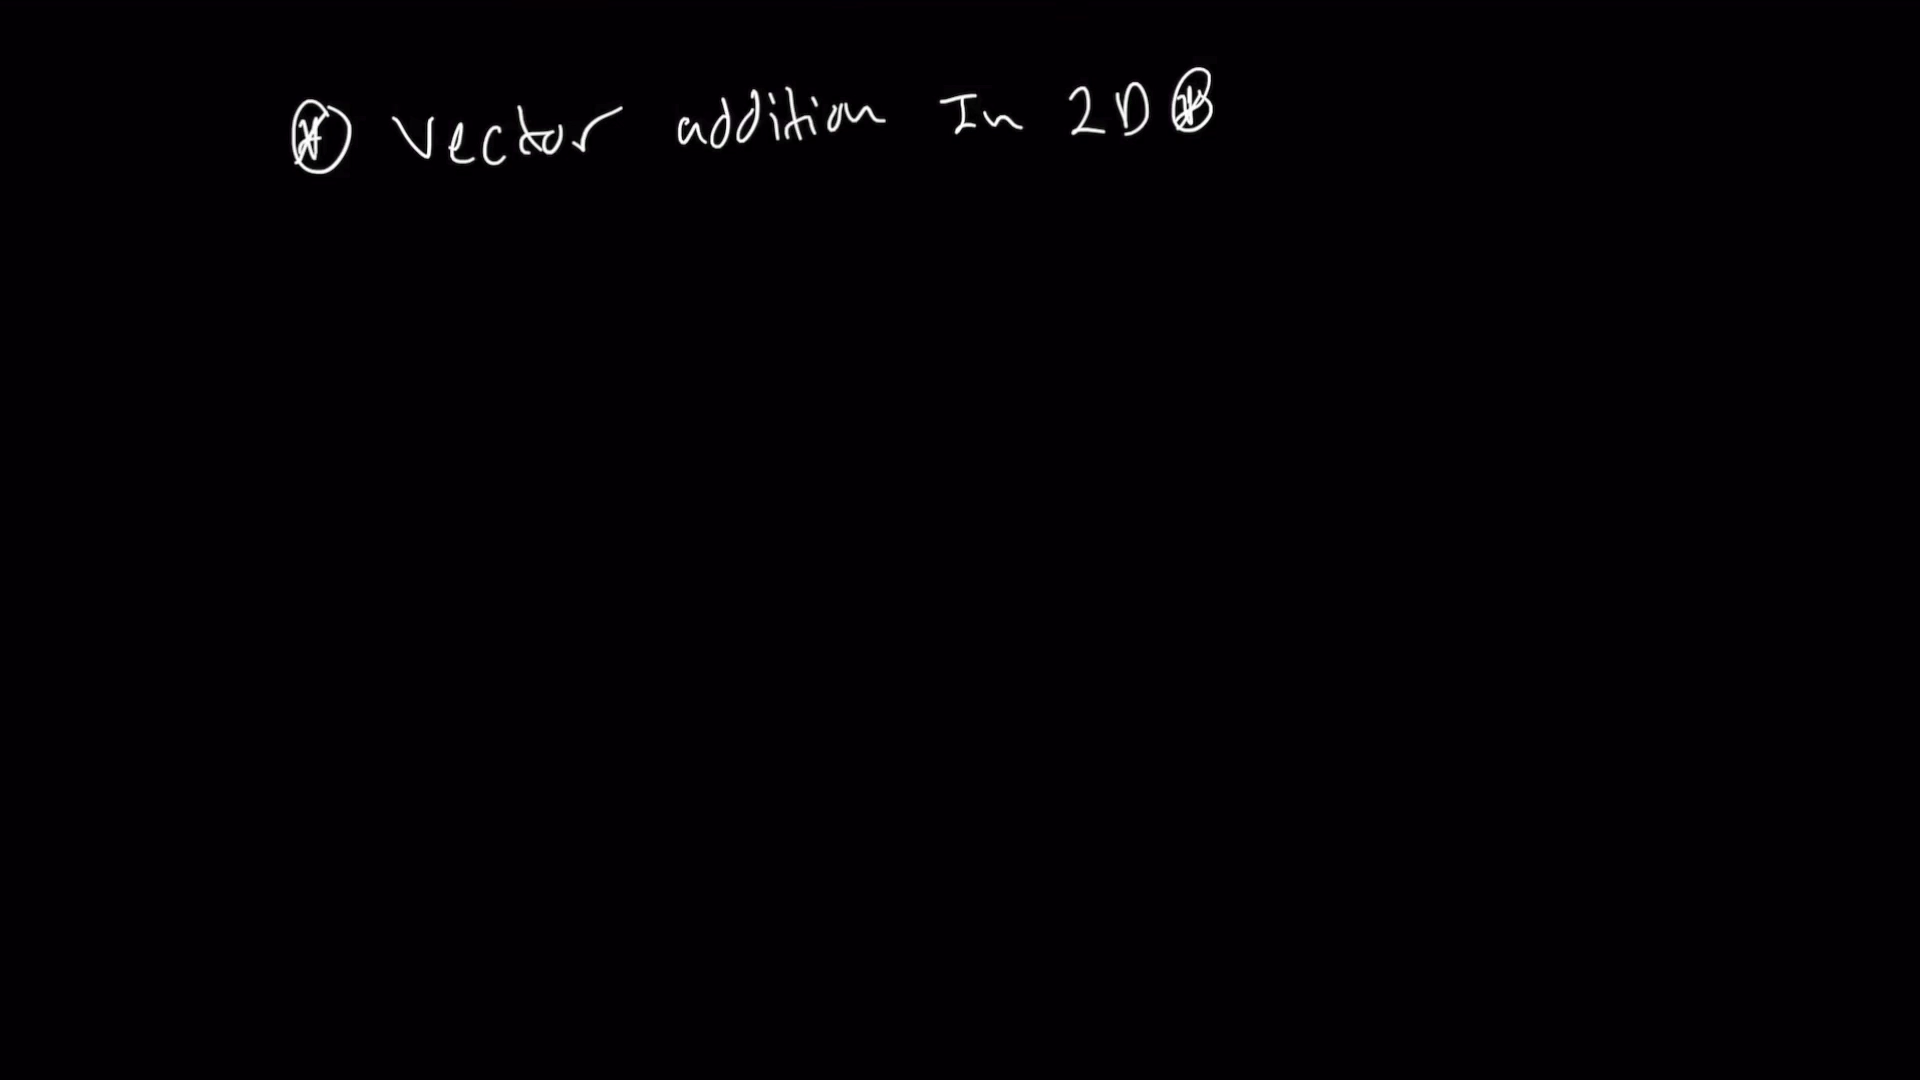 ⊛ Vector addition In 2D ⊛